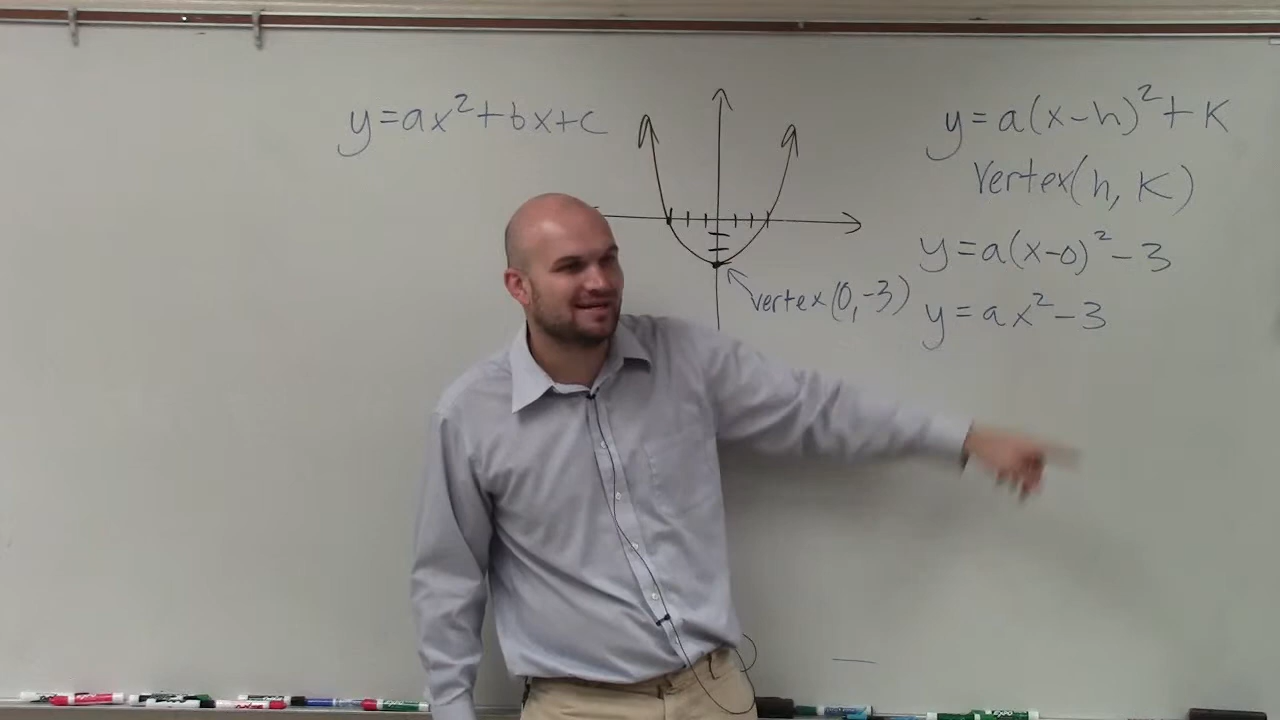 y=ax²+bx+c
y=a(x-h)²+K
Vertex(h, K)
y=a(x-0)²-3
vertex(0,-3)
y=ax²-3